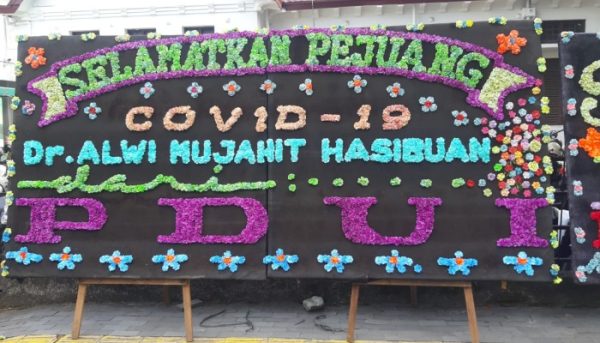 SELAMATKAN PEJUANG
COVID-19
Dr. ALWI MUJAHIT HASIBUAN
PDUI